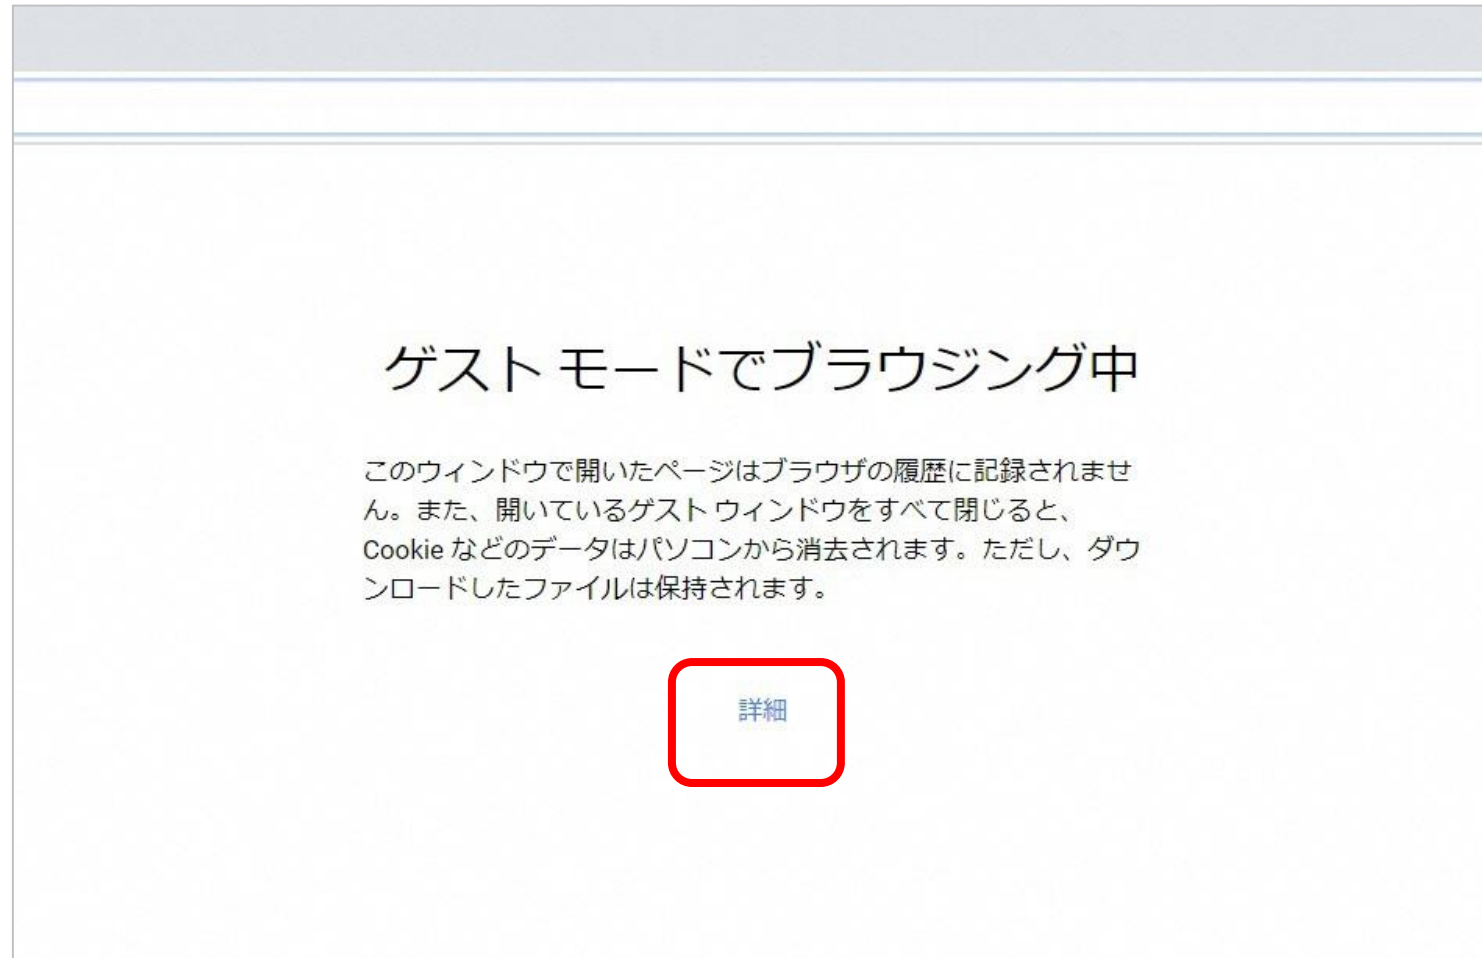 ゲスト モードでブラウジング中
このウィンドウで開いたページはブラウザの履歴に記録されませ
ん。また、開いているゲスト ウィンドウをすべて閉じると、
Cookie などのデータはパソコンから消去されます。ただし、ダウ
ンロードしたファイルは保持されます。
詳細